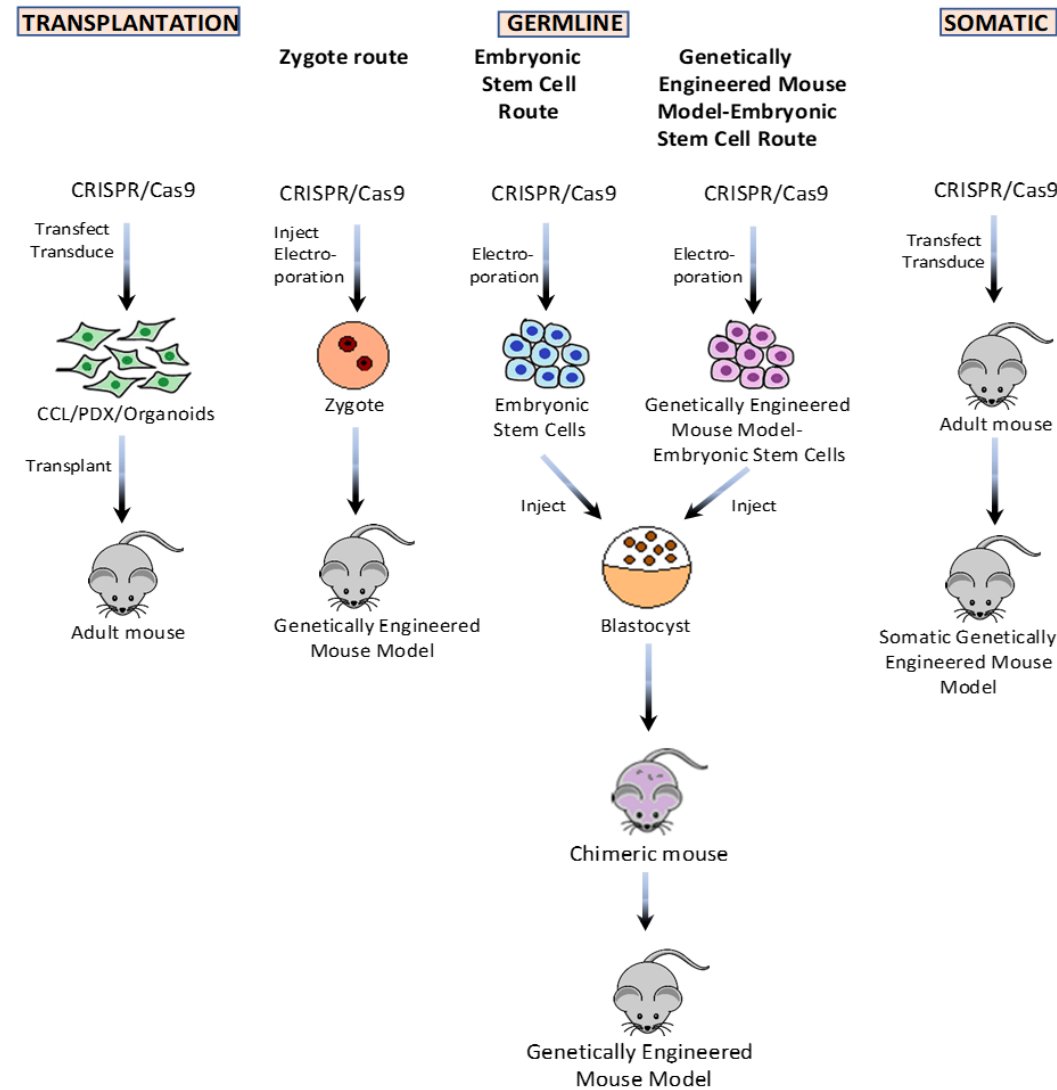 TRANSPLANTATION
GERMLINE
SOMATIC
Zygote route
Embryonic
Stem Cell
Route
Genetically
Engineered Mouse
Model-Embryonic
Stem Cell Route
CRISPR/Cas9
Transfect
Transduce
CCL/PDX/Organoids
Transplant
Adult mouse
CRISPR/Cas9
Inject
Electro-
poration
Zygote
Genetically Engineered
Mouse Model
CRISPR/Cas9
Electro-
poration
Embryonic
Stem Cells
Inject
CRISPR/Cas9
Electro-
poration
Genetically Engineered
Mouse Model-
Embryonic Stem Cells
Inject
Blastocyst
Chimeric mouse
Genetically Engineered
Mouse Model
CRISPR/Cas9
Transfect
Transduce
Adult mouse
Somatic Genetically
Engineered Mouse
Model